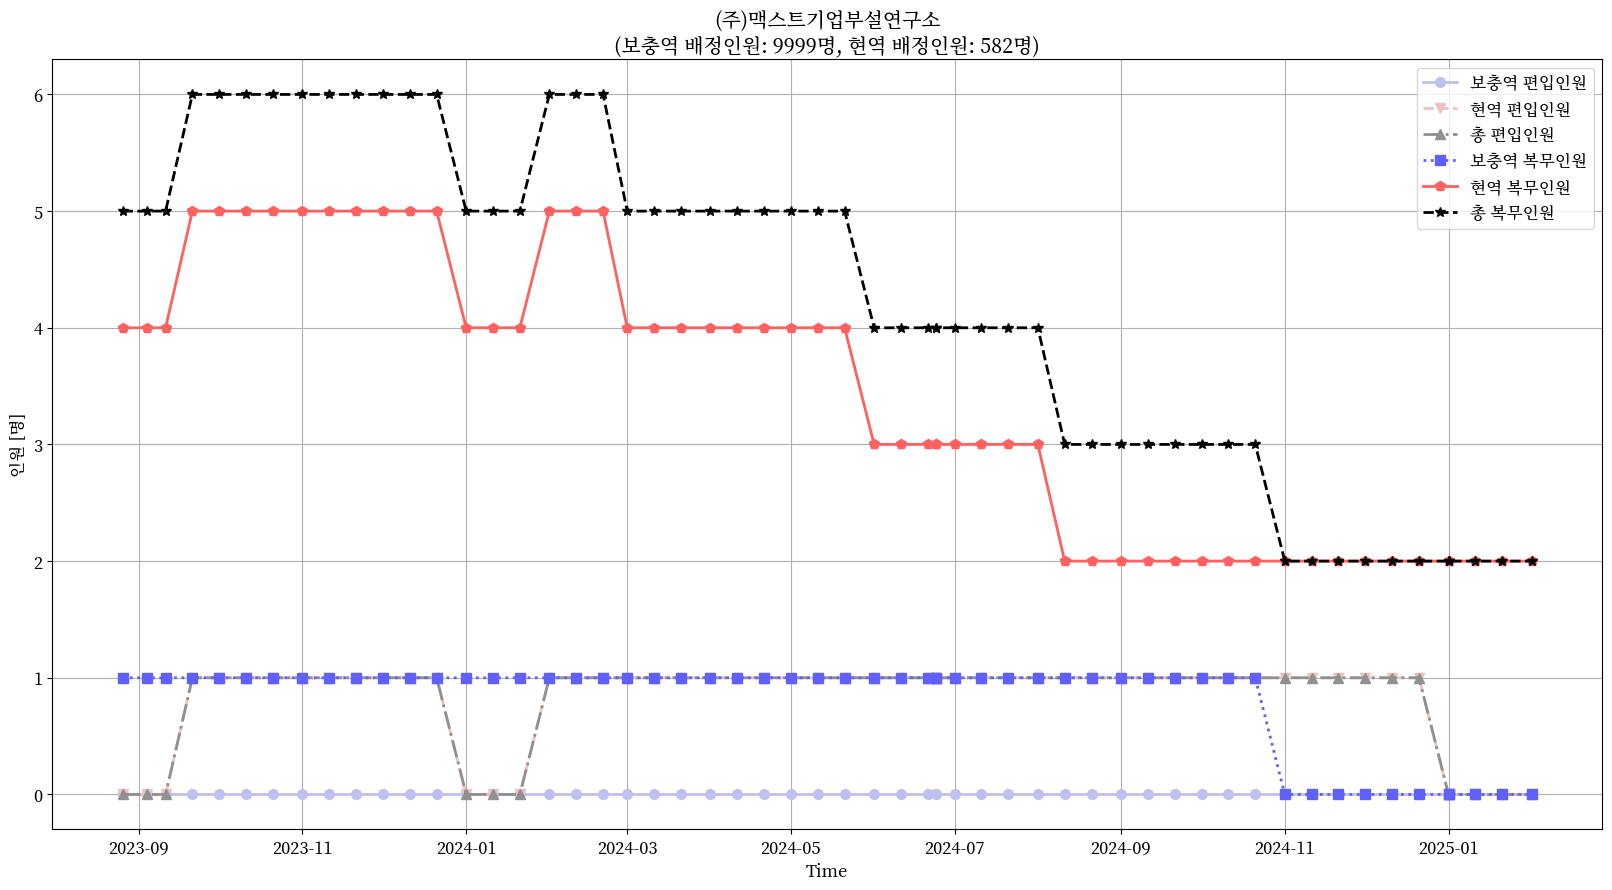 (주)맥스트기업부설연구소
(보충역 배정인원: 9999명, 현역 배정인원: 582명)
보충역 편입인원
현역 편입인원
총 편입인원
보충역 복무인원
현역 복무인원
총 복무인원
인원 [명]
6
5
4
3
2
1
0
2023-09
2023-11
2024-01
2024-03
2024-05
2024-07
2024-09
2024-11
2025-01
Time